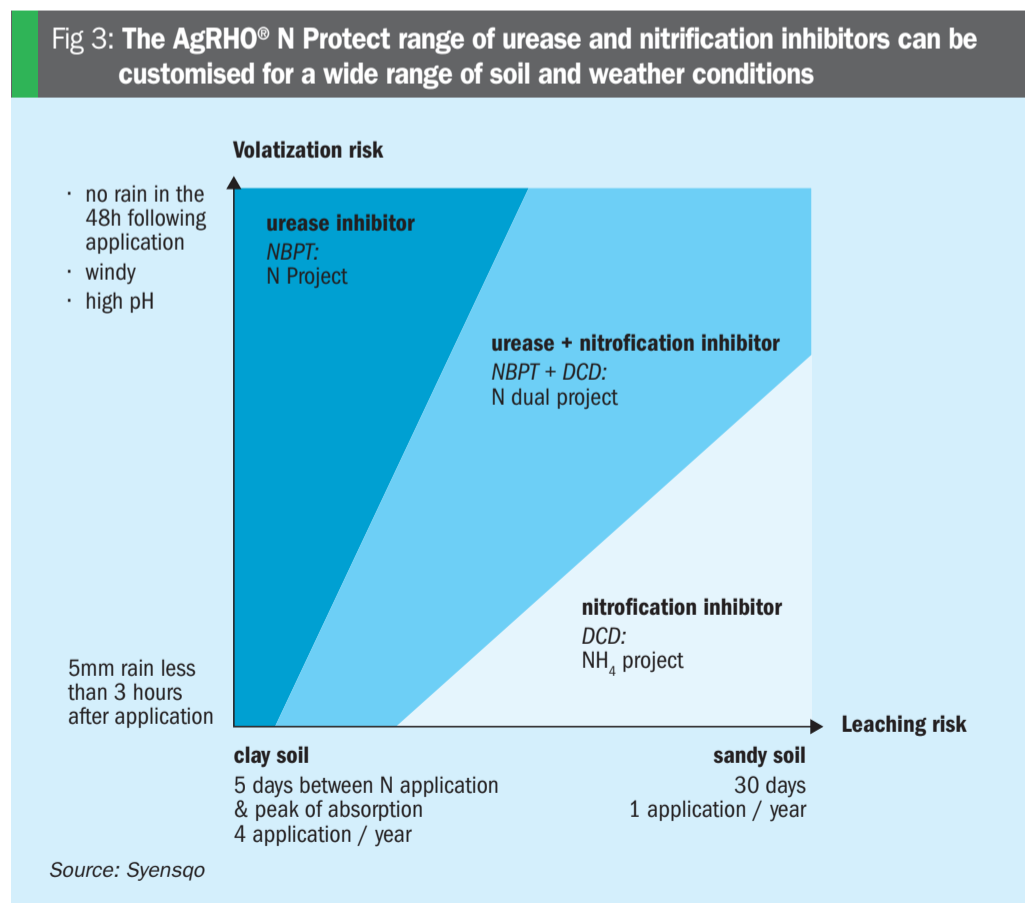 Fig 3: The AgRHO® N Protect range of urease and nitrification inhibitors can be
customised for a wide range of soil and weather conditions
Volatization risk
· no rain in the
48h following
application
· windy
· high pH
urease inhibitor
NBPT:
N Project
urease + nitrofication inhibitor
NBPT + DCD:
N dual project
nitrofication inhibitor
DCD:
NH₄ project
5mm rain less
than 3 hours
after application
Leaching risk
clay soil
5 days between N application
& peak of absorption
4 application / year
sandy soil
30 days
1 application / year
Source: Syensqo